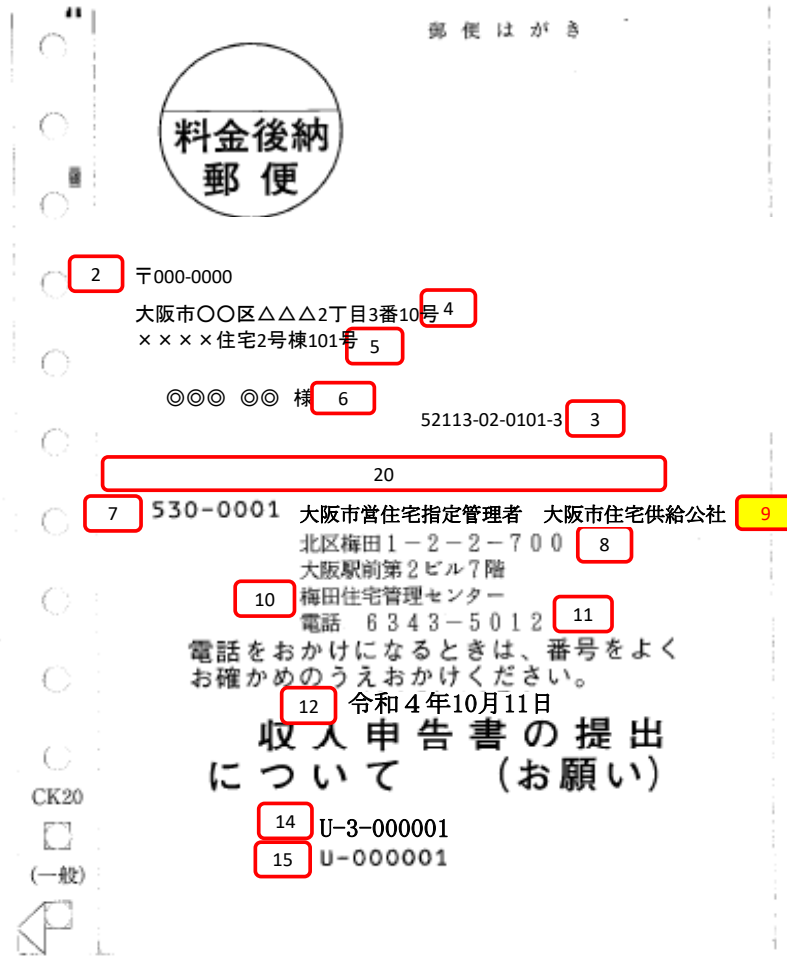 郵便はがき
料金後納
郵便
2 〒000-0000
大阪市〇〇区△△△2丁目3番10号 4
××××住宅2号棟101号 5
◎◎◎ ◎◎ 様 6
52113-02-0101-3 3
20
7 530-0001 大阪市営住宅指定管理者 大阪市住宅供給公社 9
北区梅田1-2-2-700 8
大阪駅前第2ビル7階
10 梅田住宅管理センター
電話 6343-5012 11
電話をおかけになるときは、番号をよく
お確かめのうえおかけください。
12 令和4年10月11日
収入申告書の提出
について (お願い)
CK20
14 U-3-000001
15 U-000001
(一般)